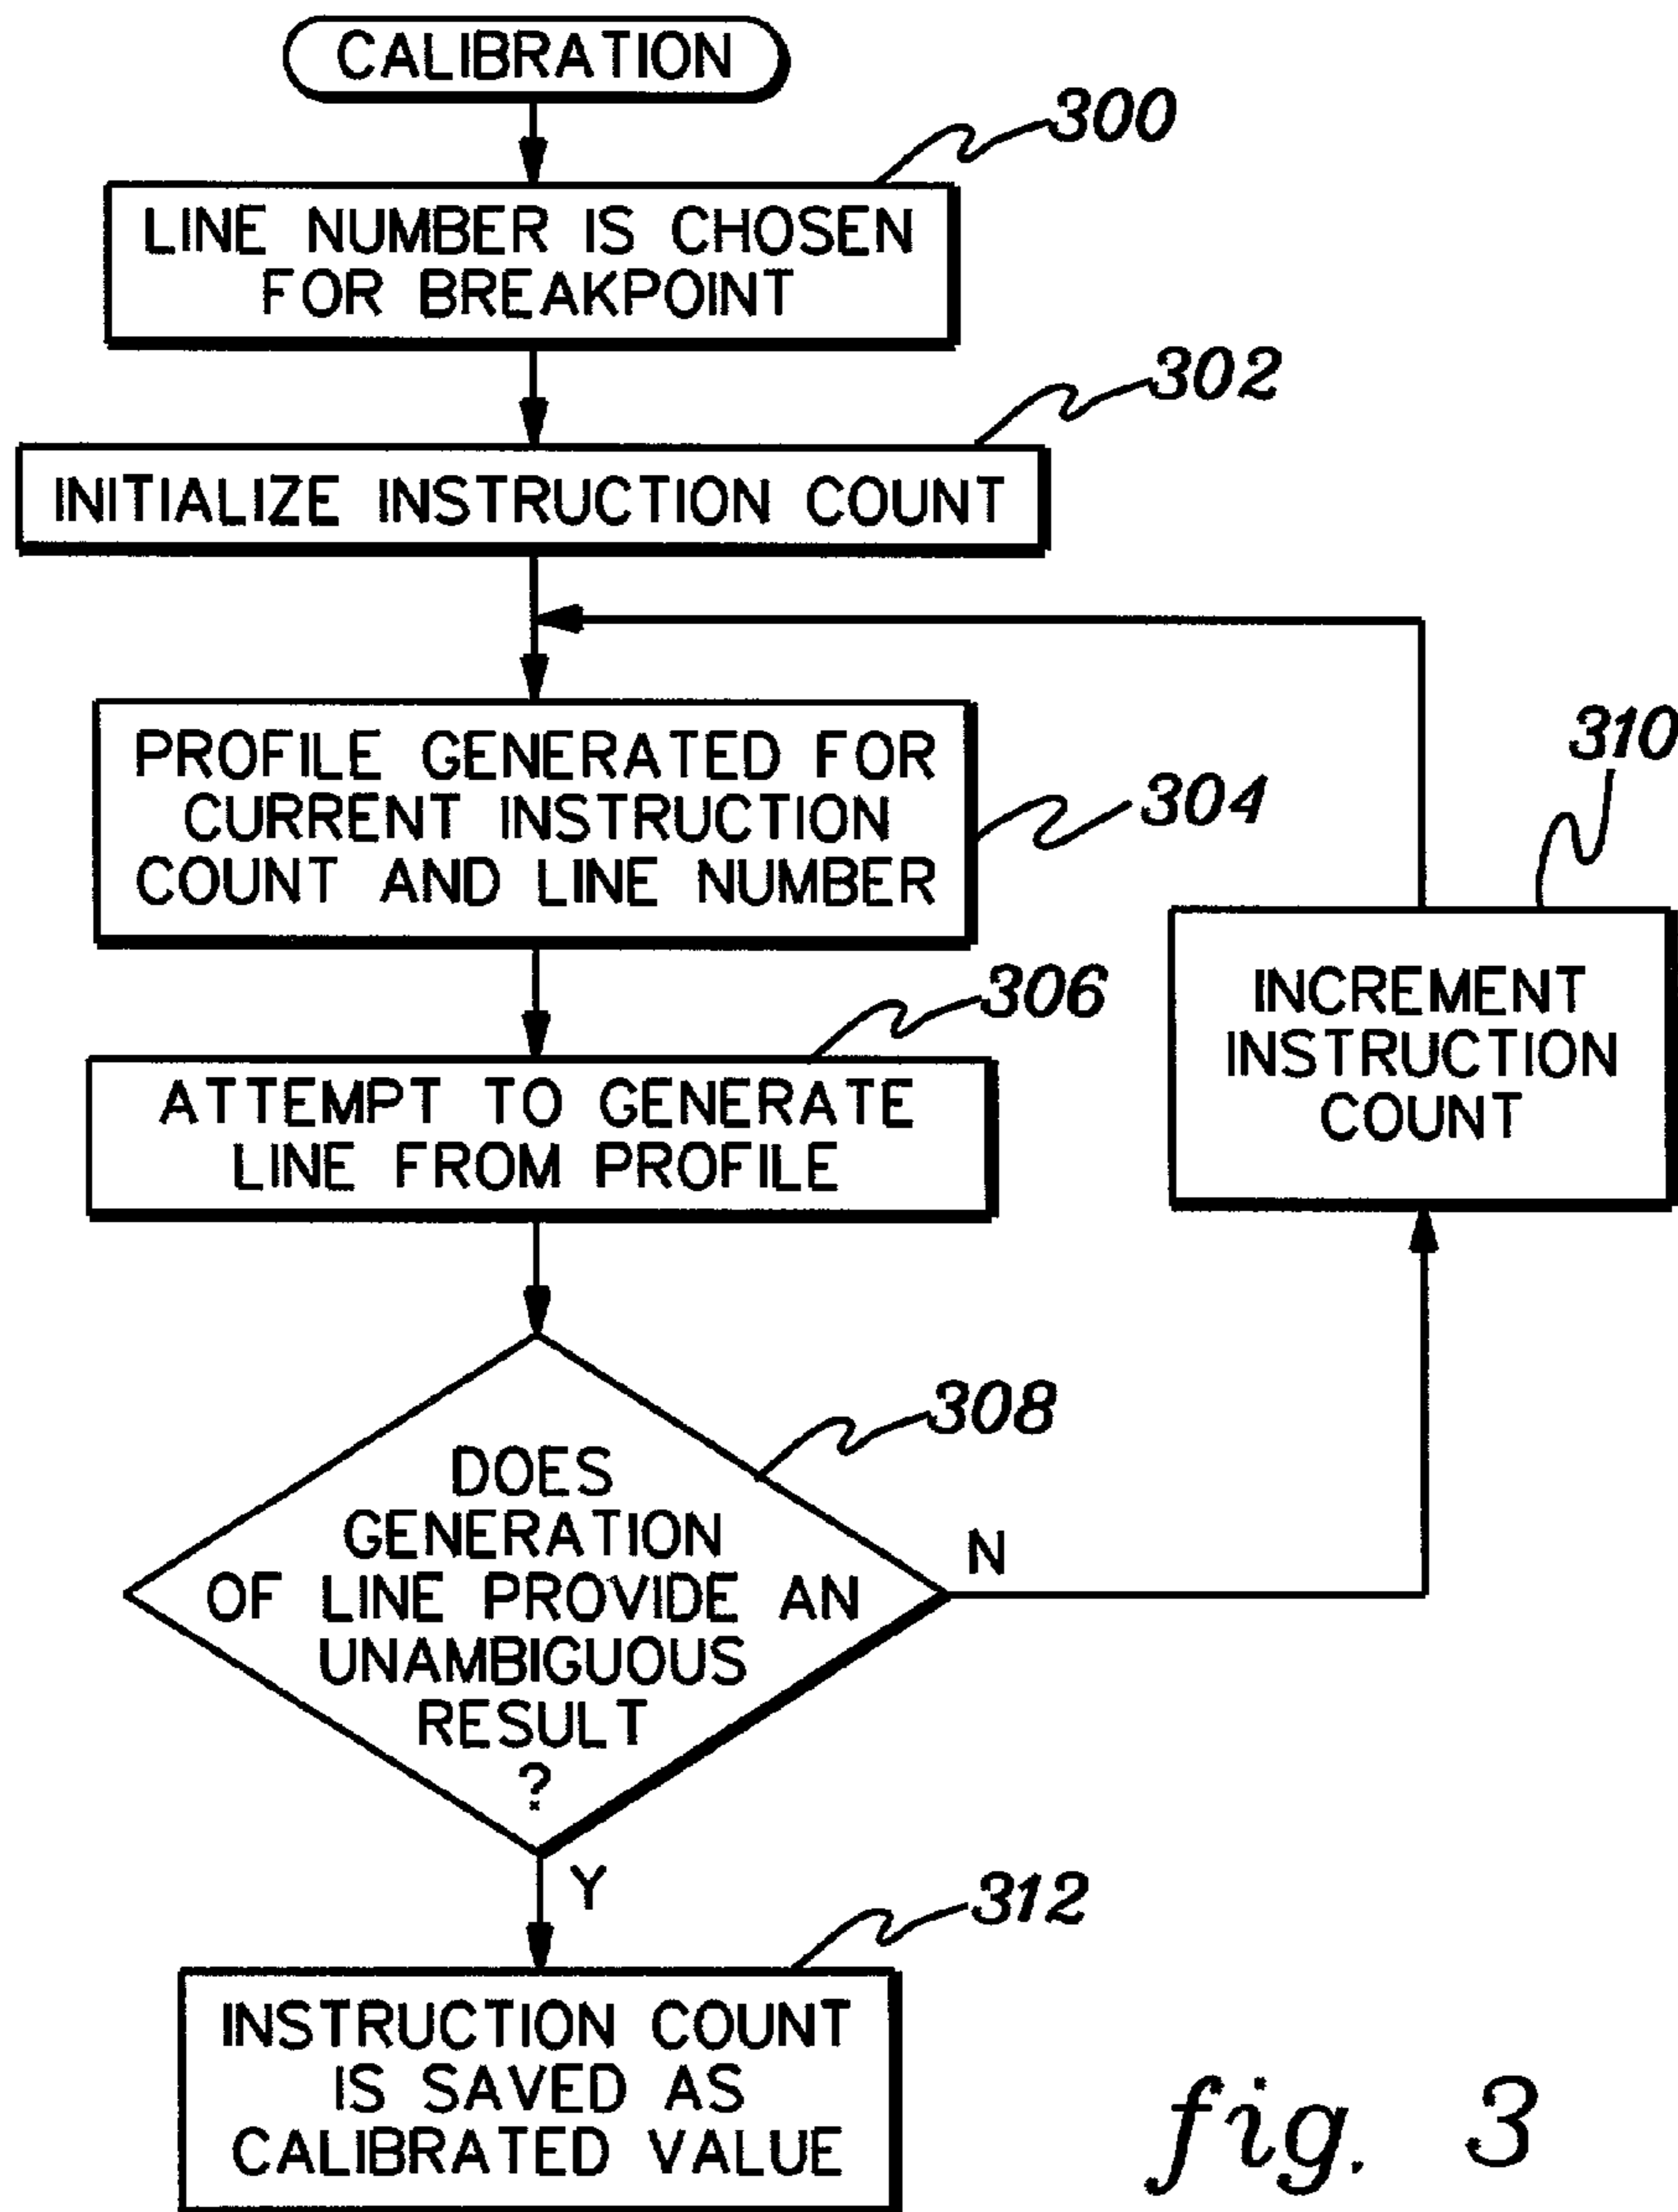 CALIBRATION
300
LINE NUMBER IS CHOSEN
FOR BREAKPOINT
302
INITIALIZE INSTRUCTION COUNT
PROFILE GENERATED FOR
CURRENT INSTRUCTION
COUNT AND LINE NUMBER
304
310
INCREMENT
INSTRUCTION
COUNT
306
ATTEMPT TO GENERATE
LINE FROM PROFILE
308
DOES
GENERATION
OF LINE PROVIDE AN
UNAMBIGUOUS
RESULT
?
N
Y
312
INSTRUCTION COUNT
IS SAVED AS
CALIBRATED VALUE
fig. 3